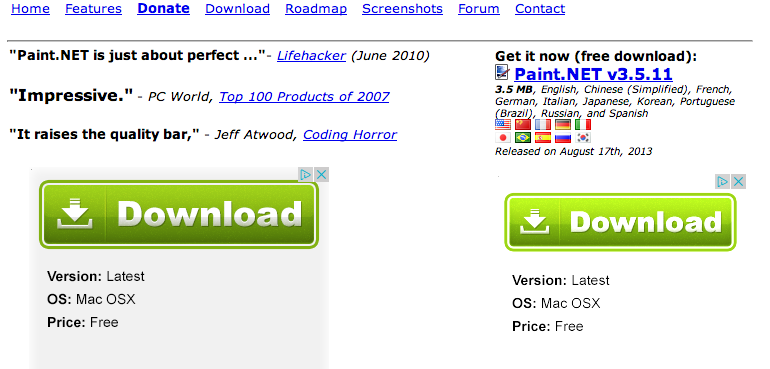 Home Features Donate Download Roadmap Screenshots Forum Contact
"Paint.NET is just about perfect ..."- Lifehacker (June 2010)
"Impressive." - PC World, Top 100 Products of 2007
"It raises the quality bar," - Jeff Atwood, Coding Horror
Get it now (free download):
Paint.NET v3.5.11
3.5 MB, English, Chinese (Simplified), French,
German, Italian, Japanese, Korean, Portuguese
(Brazil), Russian, and Spanish
Released on August 17th, 2013
Download
Version: Latest
OS: Mac OSX
Price: Free
Download
Version: Latest
OS: Mac OSX
Price: Free